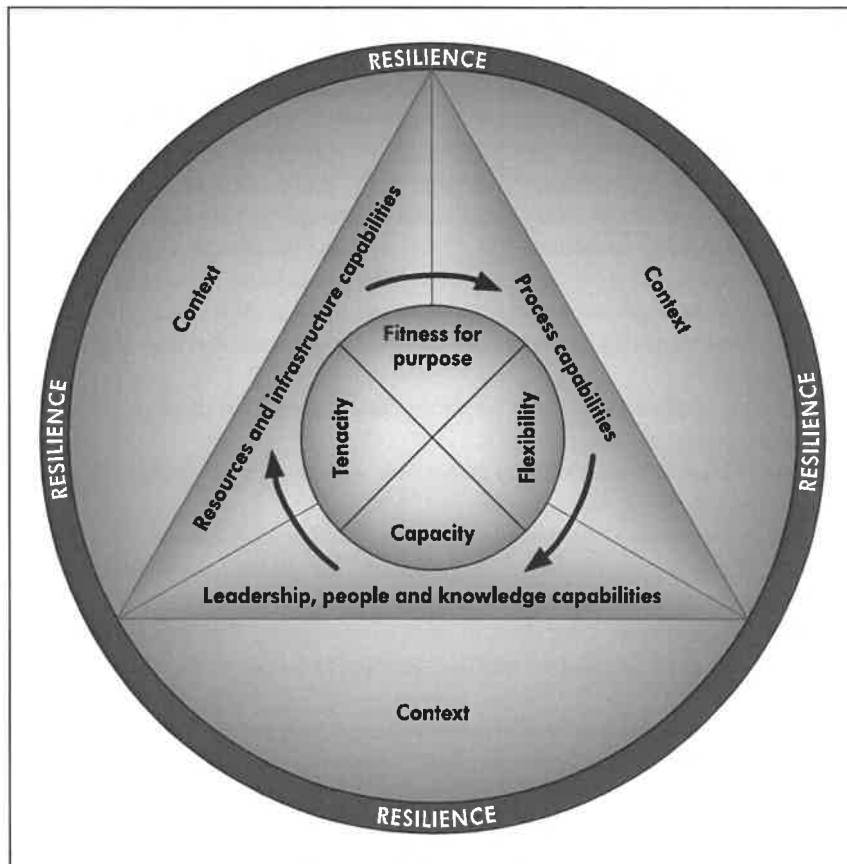 RESILIENCE
Context
Resources and infrastructure capabilities
Process capabilities
Context
Fitness for
purpose
Tenacity
Flexibility
Capacity
RESILIENCE
RESILIENCE
Leadership, people and knowledge capabilities
Context
RESILIENCE